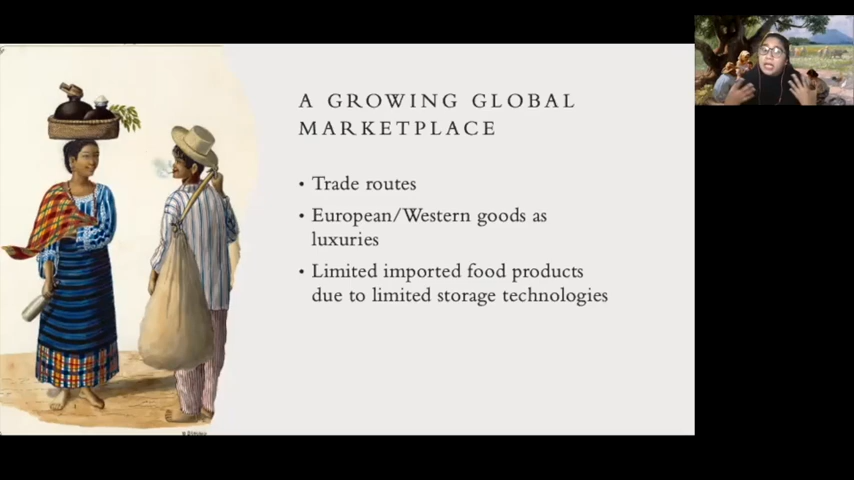 A GROWING GLOBAL
MARKETPLACE
• Trade routes
• European/Western goods as
luxuries
• Limited imported food products
due to limited storage technologies